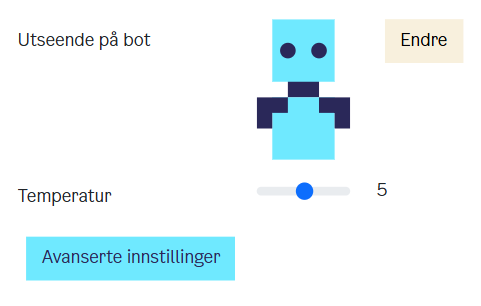 Utseende på bot
Endre
Temperatur
5
Avanserte innstillinger